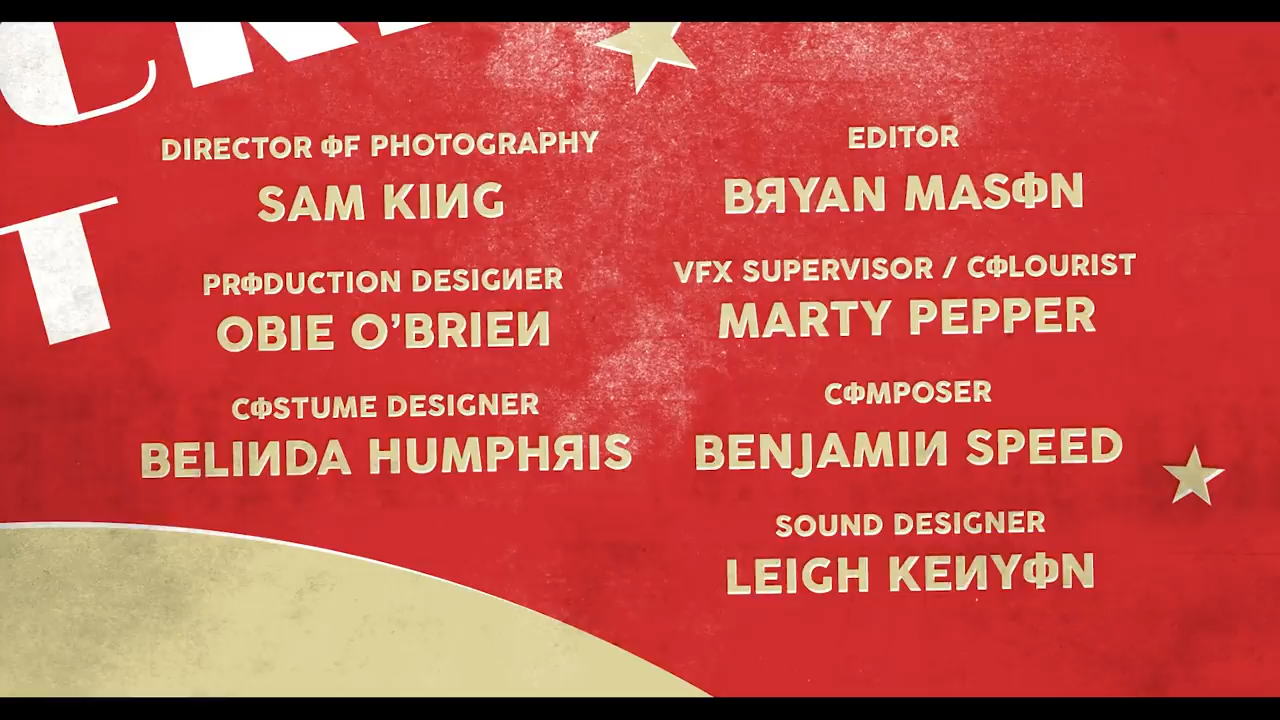 DIRECTOR ФF PHOTOGRAPHY
SAM KIИG
PRФDUCTION DESIGИER
OBIE O’BRIEИ
CФSTUME DESIGNER
BELIИDA HUMPHЯIS
EDITOR
BЯYAN MASФN
VFX SUPERVISOR / CФLOURIST
MARTY PEPPER
CФMPOSER
BENJAMIИ SPEED
SOUND DESIGNER
LEIGH KEИYФN